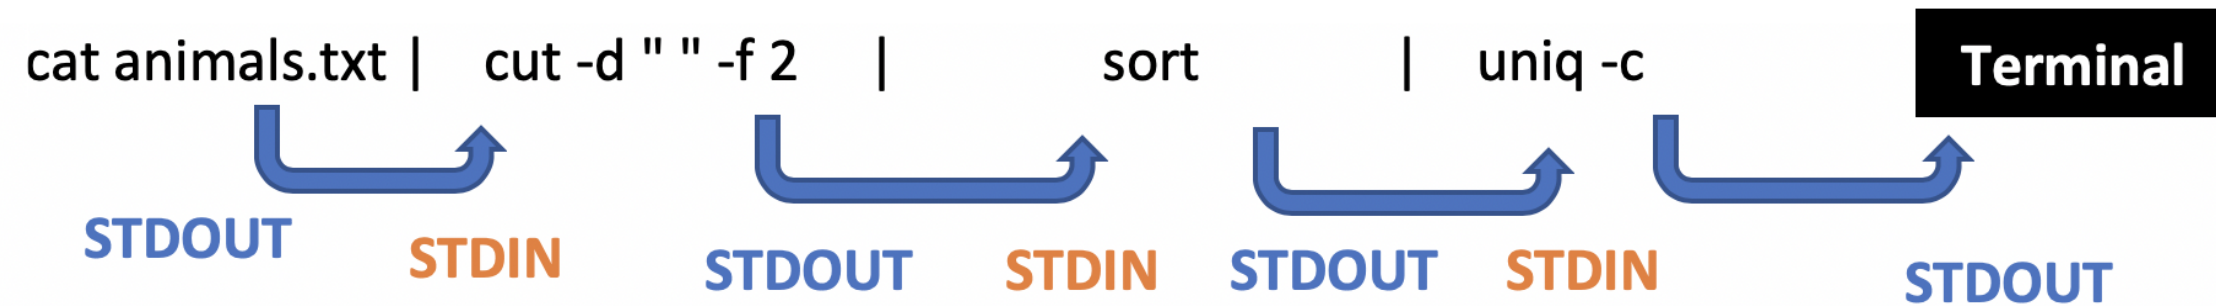 cat animals.txt | cut -d " " -f 2 | sort | uniq -c Terminal
STDOUT STDIN STDOUT STDIN STDOUT STDIN STDOUT